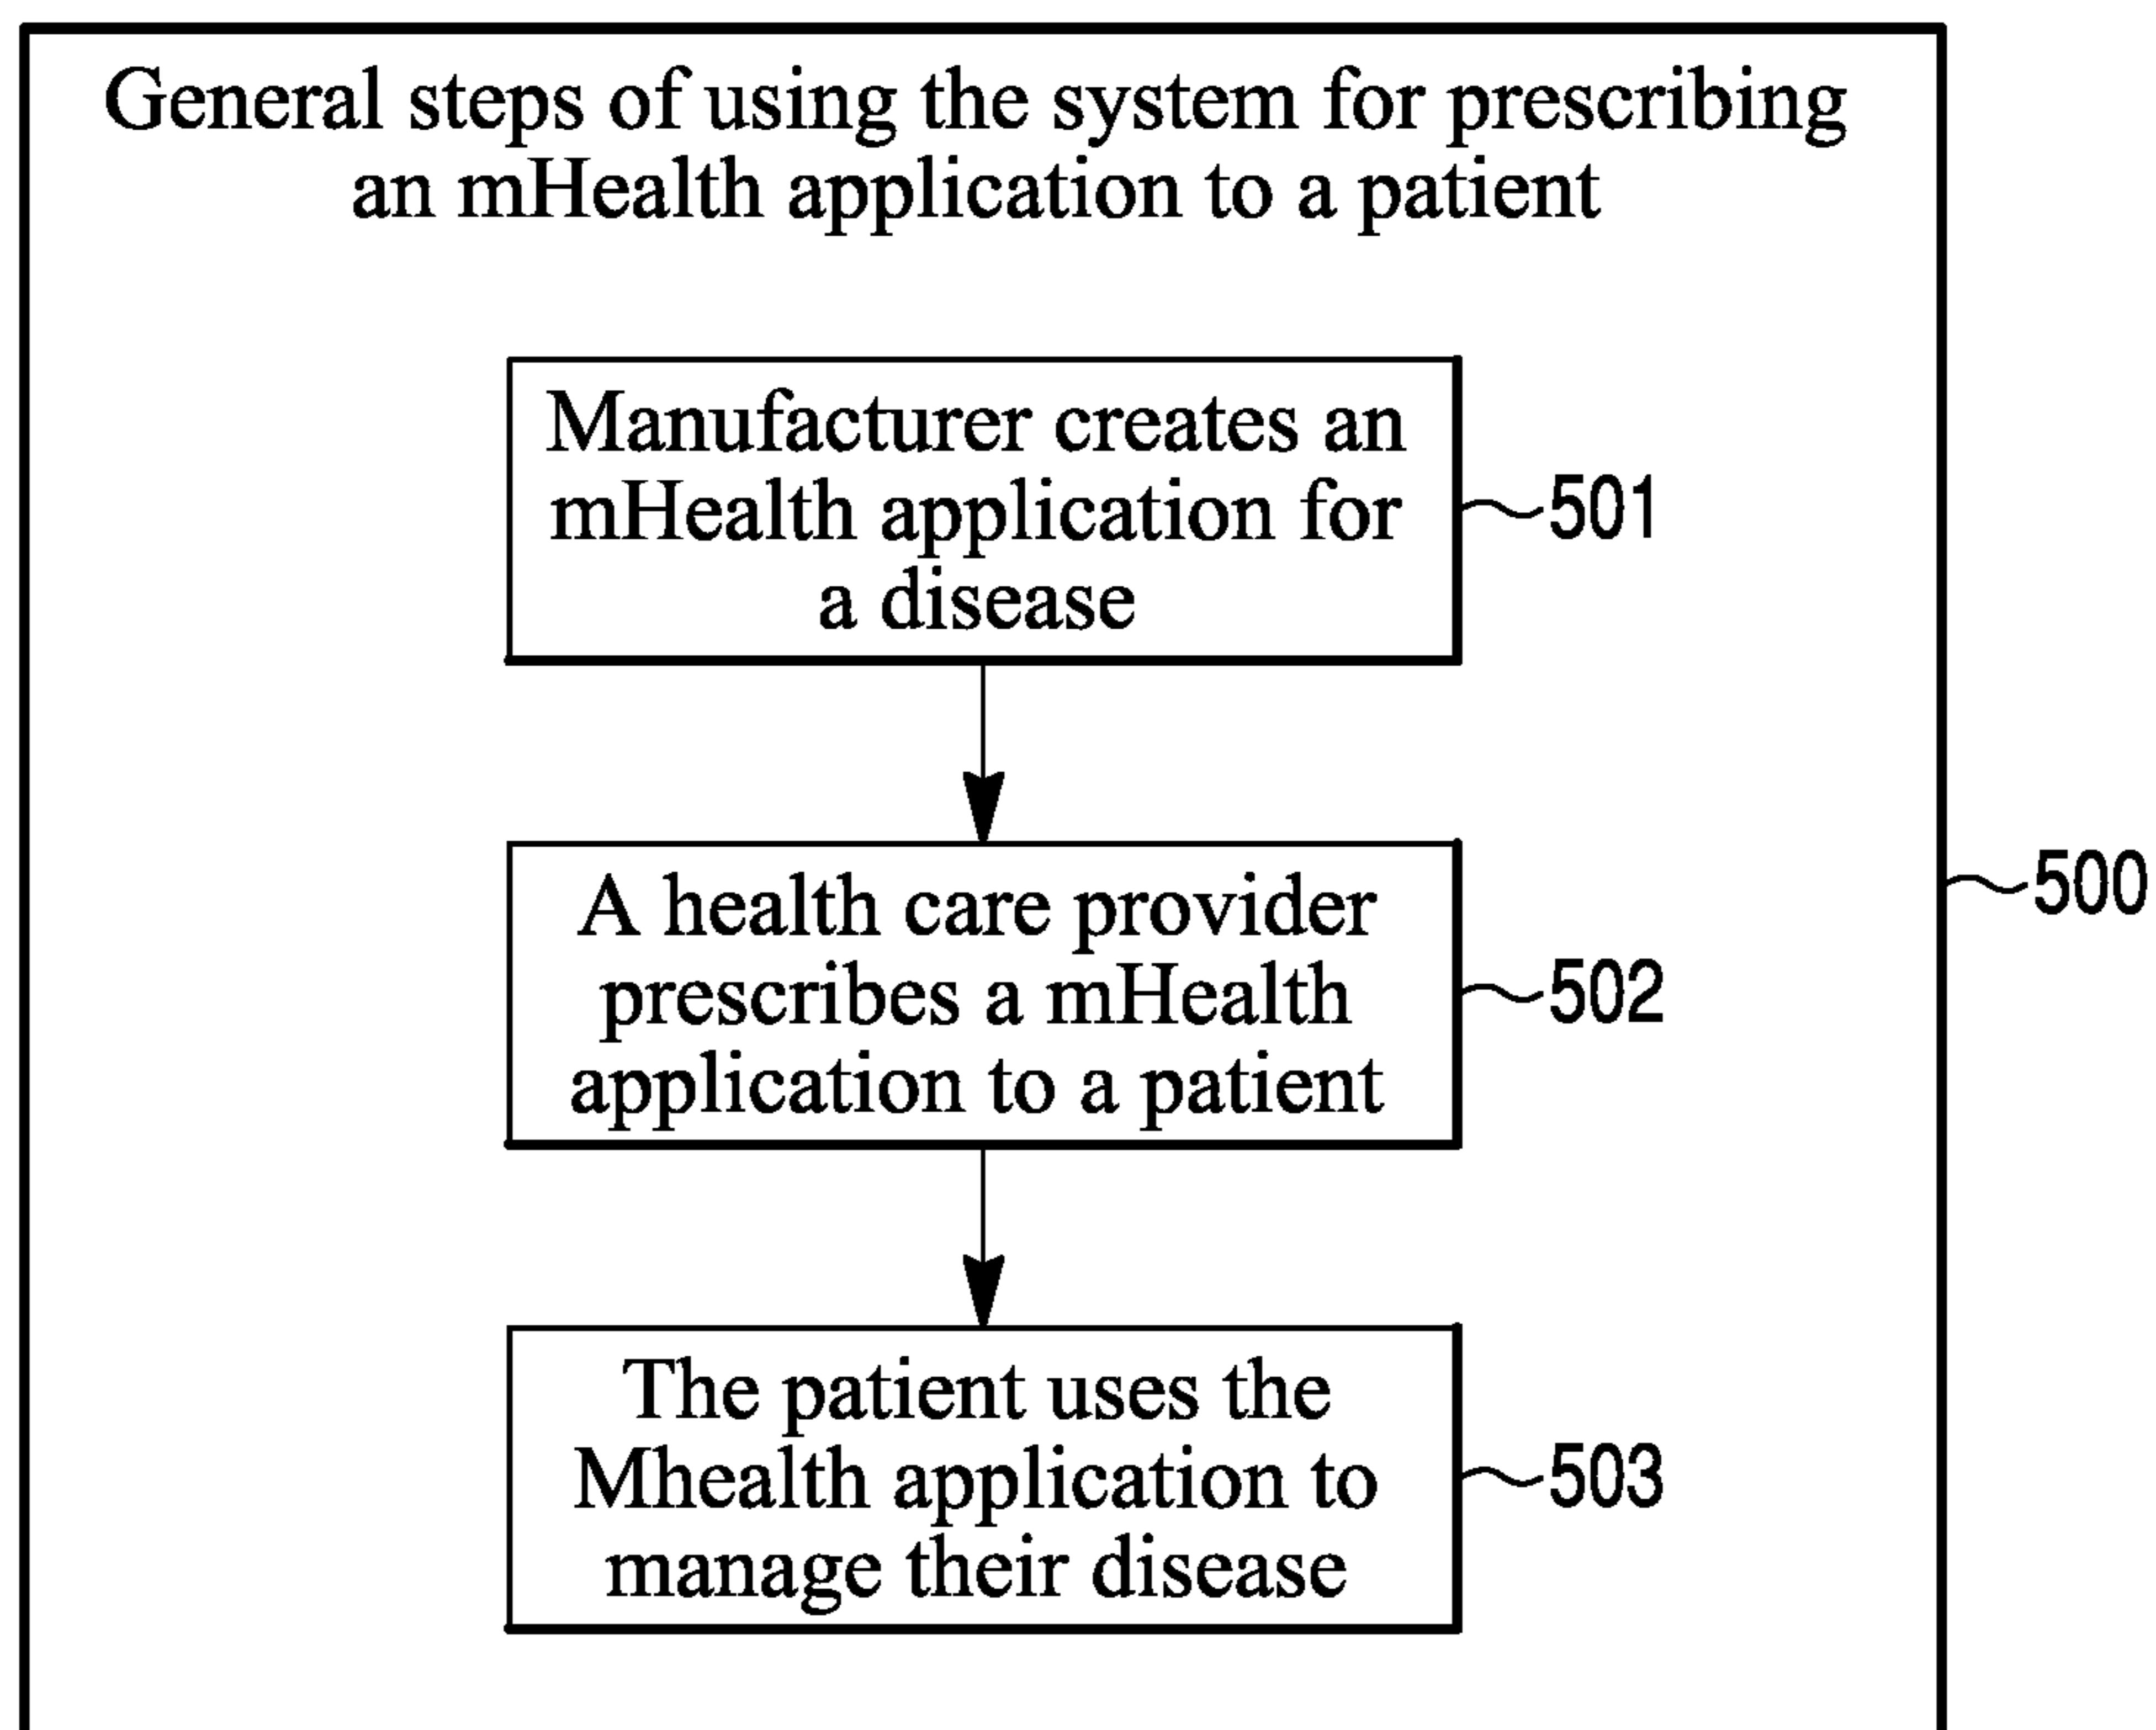 General steps of using the system for prescribing
an mHealth application to a patient
Manufacturer creates an
mHealth application for
a disease
501
A health care provider
prescribes a mHealth
application to a patient
502
500
The patient uses the
Mhealth application to
manage their disease
503